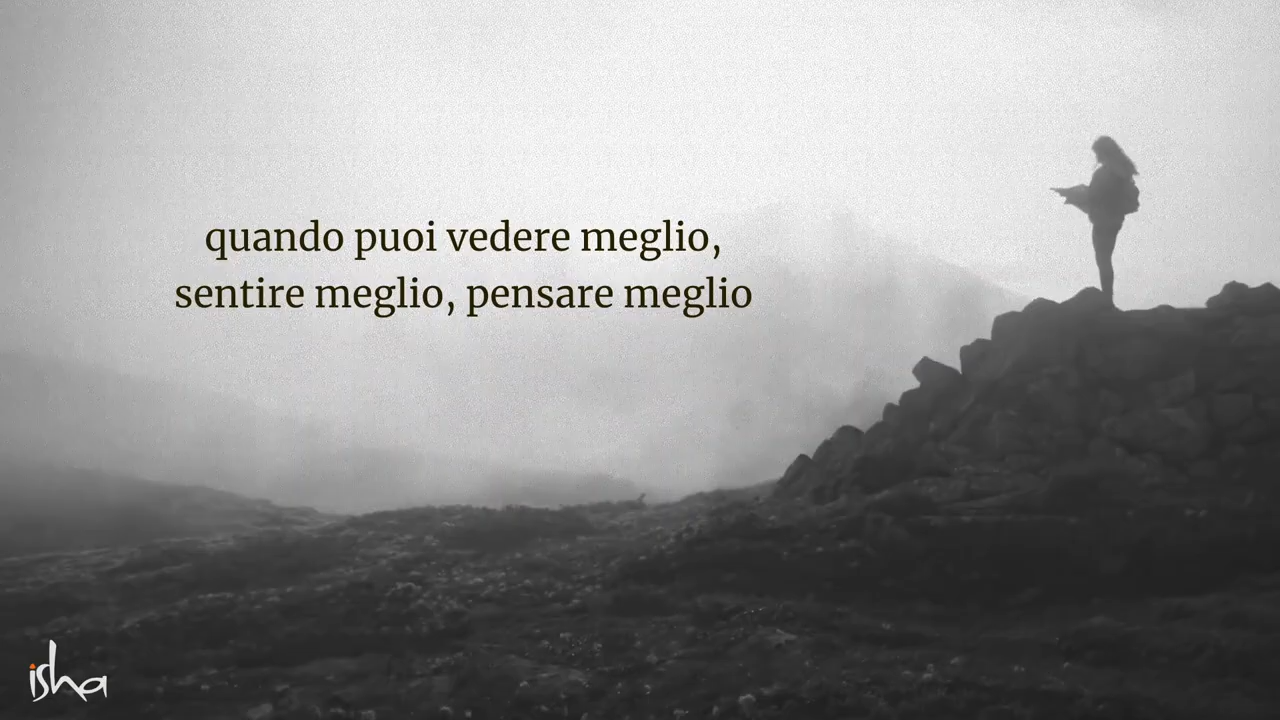 quando puoi vedere meglio,
sentire meglio, pensare meglio
isha